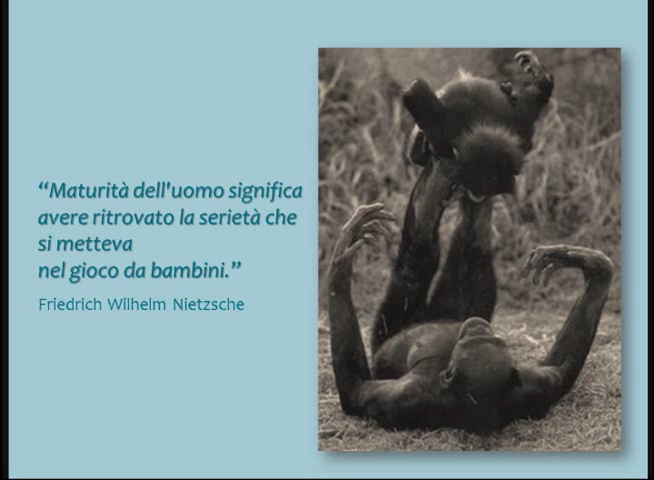 “Maturità dell'uomo significa
avere ritrovato la serietà che
si metteva
nel gioco da bambini.”
Friedrich Wilhelm Nietzsche